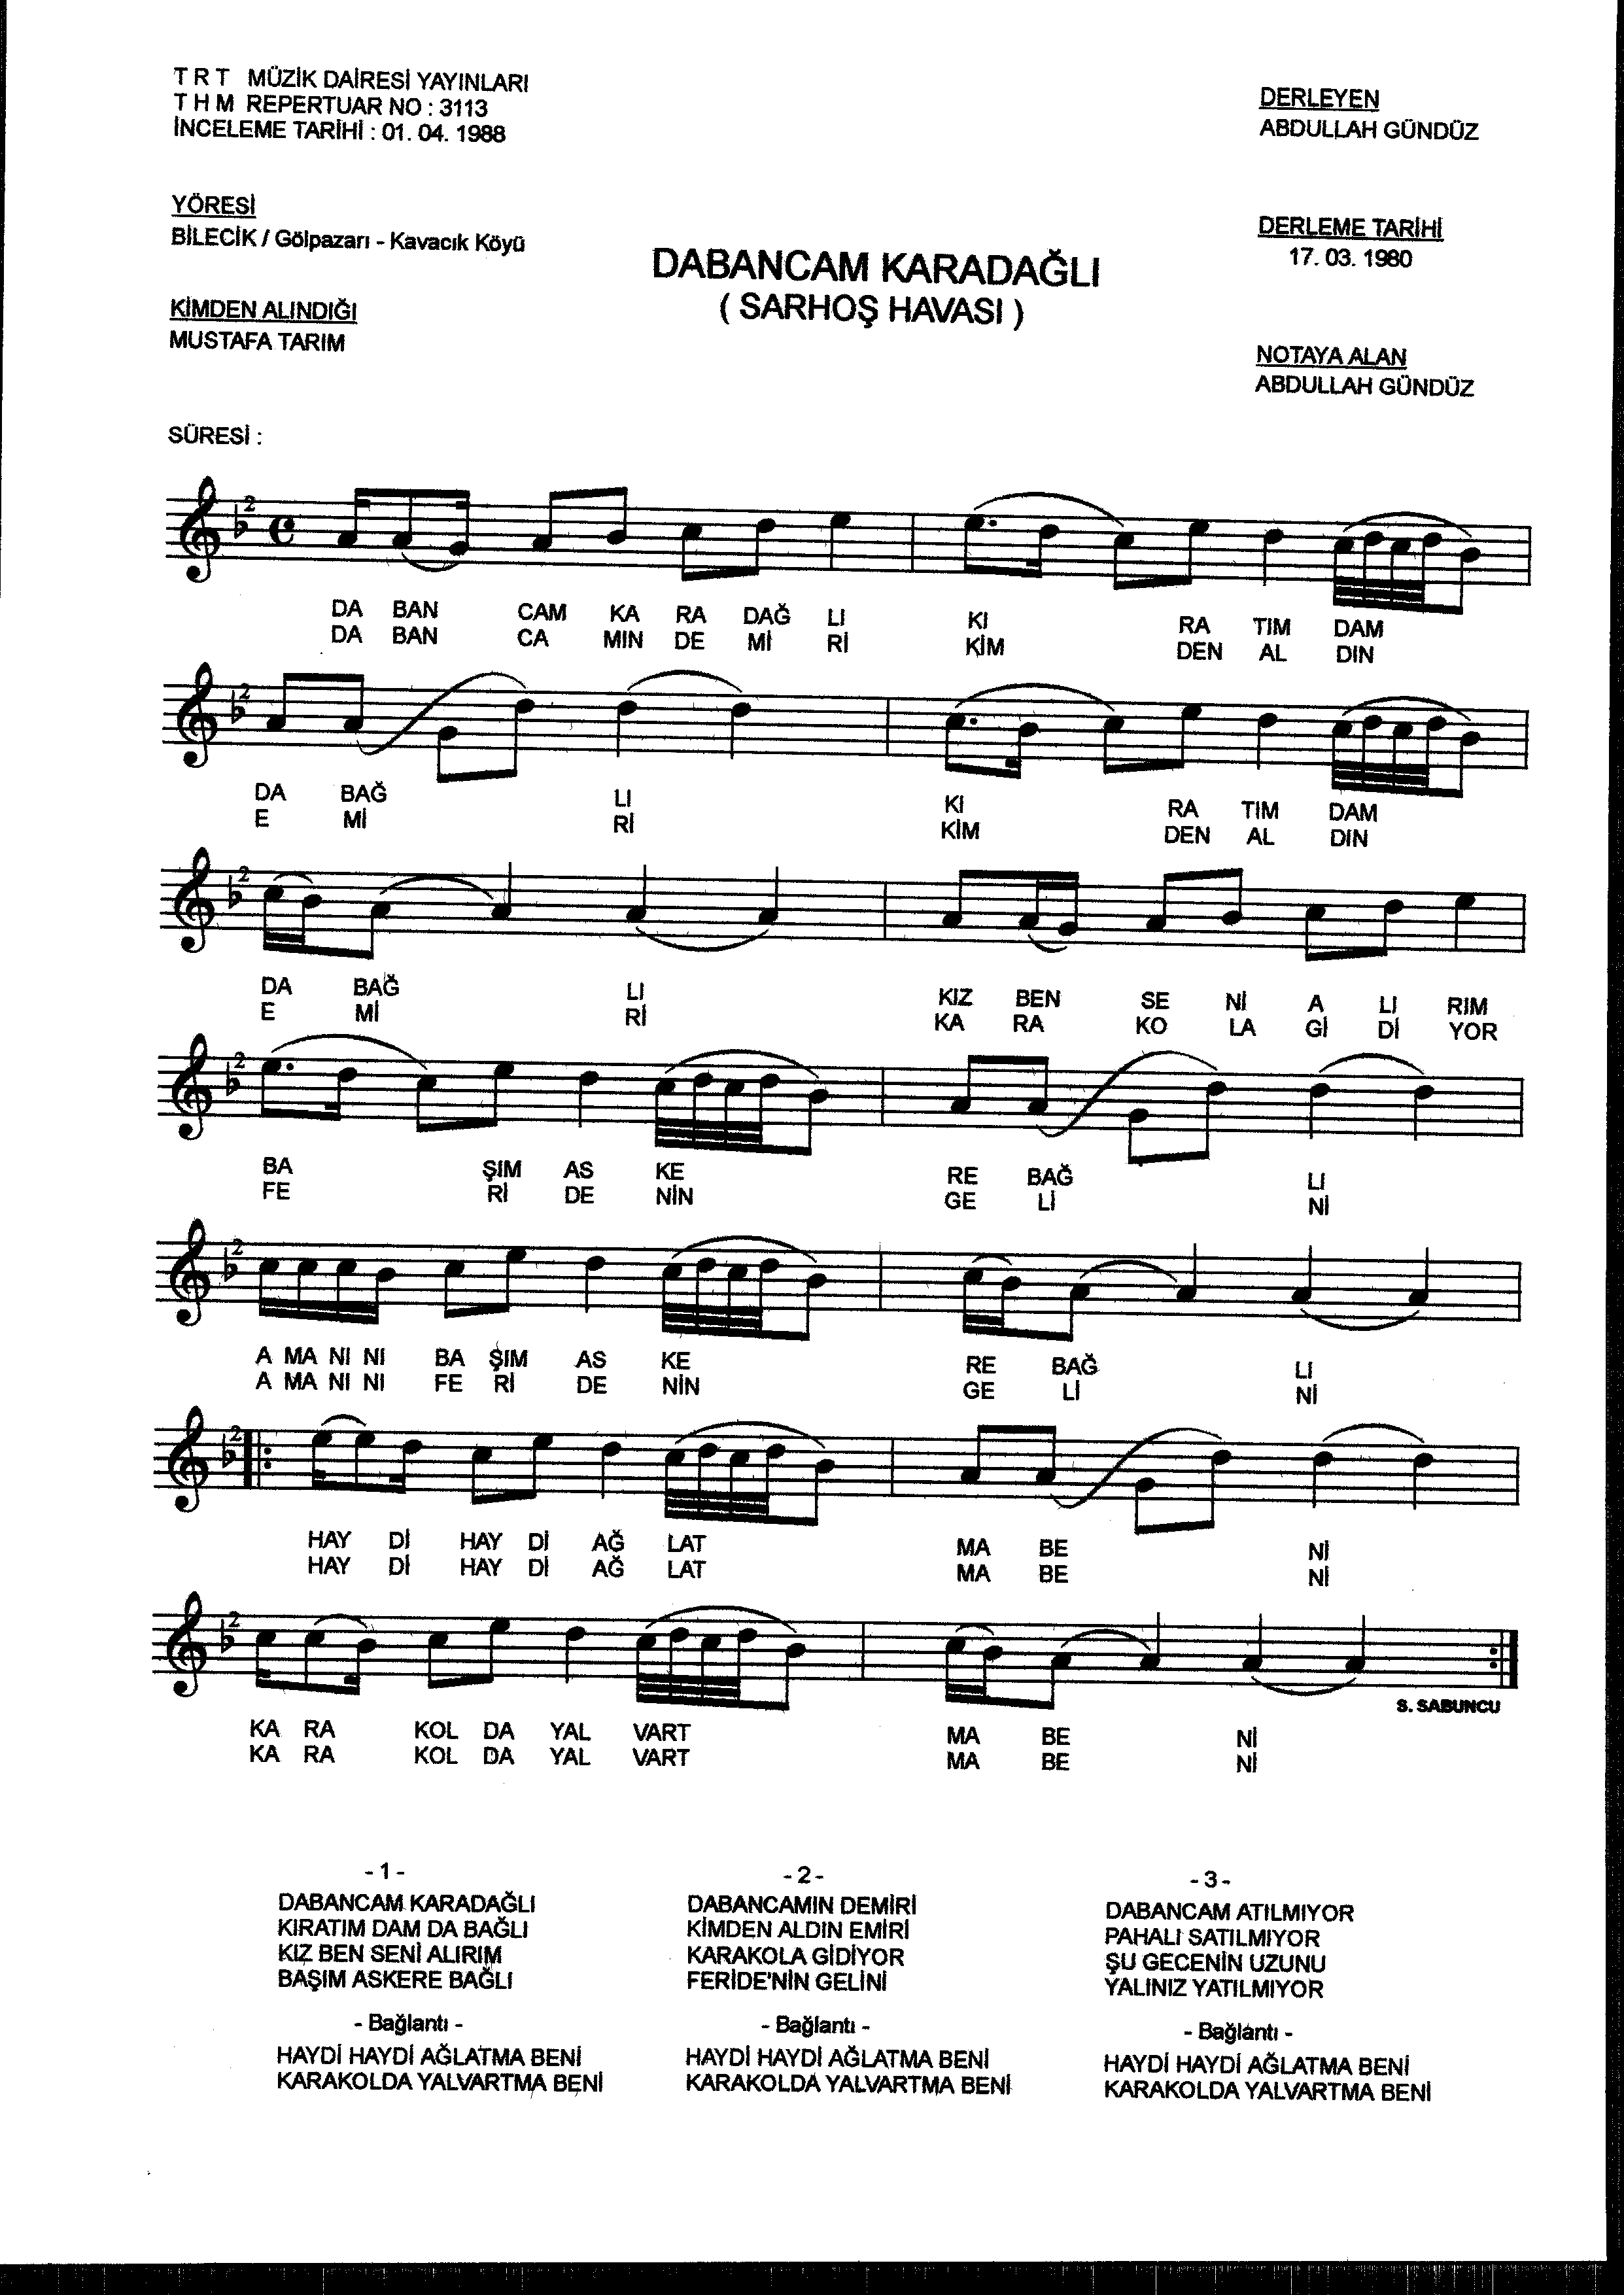 T R T MÜZİK DAİRESİ YAYINLARI
T H M REPERTUAR NO : 3113
İNCELEME TARİHİ : 01. 04. 1988
DERLEYEN
ABDULLAH GÜNDÜZ
YÖRESİ
BİLECİK / Gölpazarı - Kavacık Köyü
DERLEME TARİHİ
17. 03. 1980
DABANCAM KARADAĞLI
( SARHOŞ HAVASI )
KİMDEN ALINDIĞI
MUSTAFA TARIM
NOTAYA ALAN
ABDULLAH GÜNDÜZ
SÜRESİ :
2
DA BAN CAM KA RA DAĞ LI KI RA TIM DAM
DA BAN CA MIN DE Mİ Rİ KİM DEN AL DIN
2
DA BAĞ LI KI RA TIM DAM
E Mİ Rİ KİM DEN AL DIN
2
DA BAĞ LI KIZ BEN SE Nİ A LI RIM
E Mİ Rİ KA RA KO LA Gİ Dİ YOR
2
BA ŞIM AS KE RE BAĞ LI
FE Rİ DE NİN GE Lİ Nİ
2
A MA NI NI BA ŞIM AS KE RE BAĞ LI
A MA NI NI FE Rİ DE NİN GE Lİ Nİ
2
HAY Dİ HAY Dİ AĞ LAT MA BE Nİ
HAY Dİ HAY Dİ AĞ LAT MA BE Nİ
2
S. SABUNCU
KA RA KOL DA YAL VART MA BE Nİ
KA RA KOL DA YAL VART MA BE Nİ
- 1 -
DABANCAM KARADAĞLI
KIRATIM DAM DA BAĞLI
KIZ BEN SENİ ALIRIM
BAŞIM ASKERE BAĞLI
- Bağlantı -
HAYDİ HAYDİ AĞLATMA BENİ
KARAKOLDA YALVARTMA BENİ
- 2 -
DABANCAMIN DEMİRİ
KİMDEN ALDIN EMİRİ
KARAKOLA GİDİYOR
FERİDE'NİN GELİNİ
- Bağlantı -
HAYDİ HAYDİ AĞLATMA BENİ
KARAKOLDA YALVARTMA BENİ
- 3 -
DABANCAM ATILMIYOR
PAHALI SATILMIYOR
ŞU GECENİN UZUNU
YALINIZ YATILMIYOR
- Bağlantı -
HAYDİ HAYDİ AĞLATMA BENİ
KARAKOLDA YALVARTMA BENİ